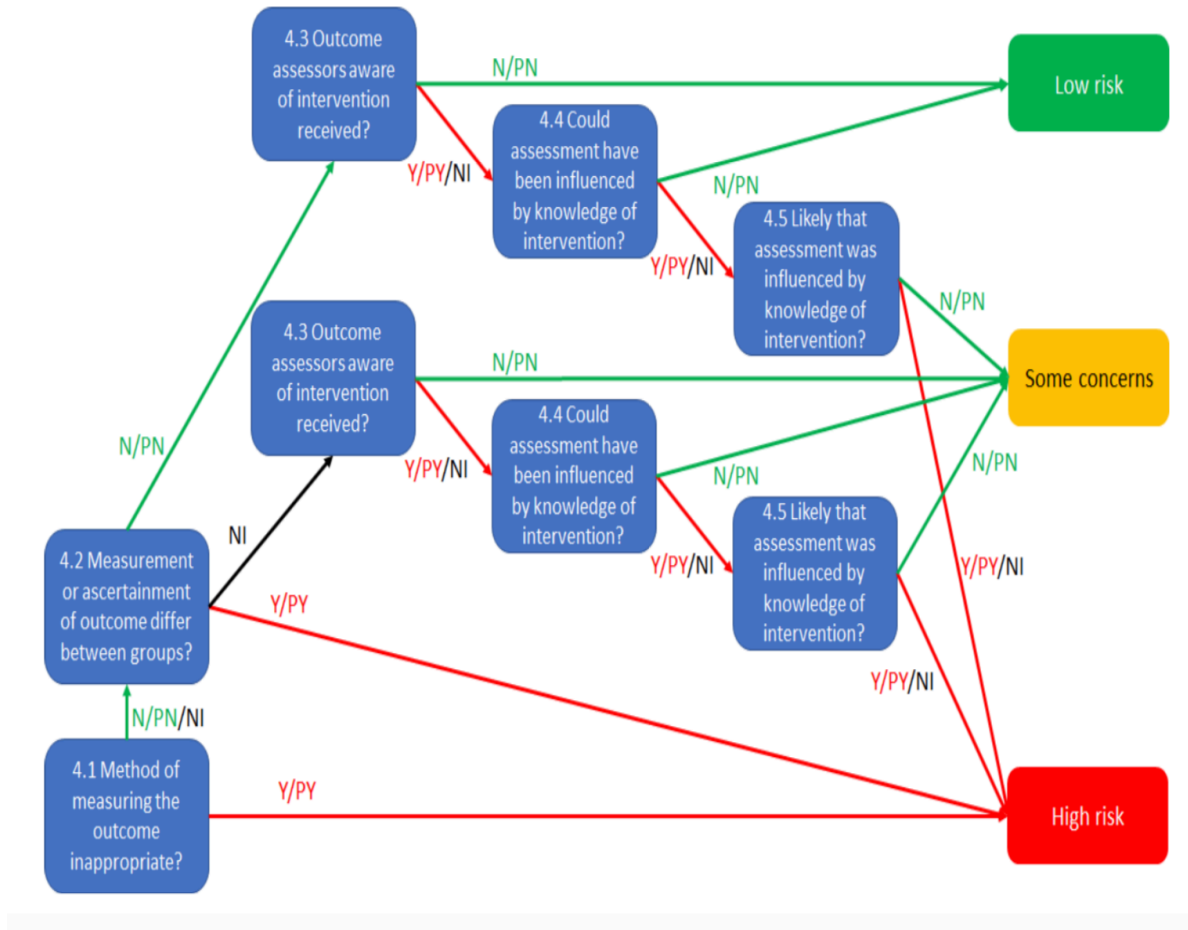 4.3 Outcome
assessors aware
of intervention
received?
N/PN
Low risk
Y/PY/NI
4.4 Could
assessment have
been influenced
by knowledge of
intervention?
N/PN
Y/PY/NI
4.5 Likely that
assessment was
influenced by
knowledge of
intervention?
N/PN
Some concerns
Y/PY/NI
N/PN
4.3 Outcome
assessors aware
of intervention
received?
N/PN
Y/PY/NI
4.4 Could
assessment have
been influenced
by knowledge of
intervention?
N/PN
Y/PY/NI
4.5 Likely that
assessment was
influenced by
knowledge of
intervention?
N/PN
Y/PY/NI
NI
4.2 Measurement
or ascertainment
of outcome differ
between groups?
Y/PY
N/PN/NI
4.1 Method of
measuring the
outcome
inappropriate?
Y/PY
High risk